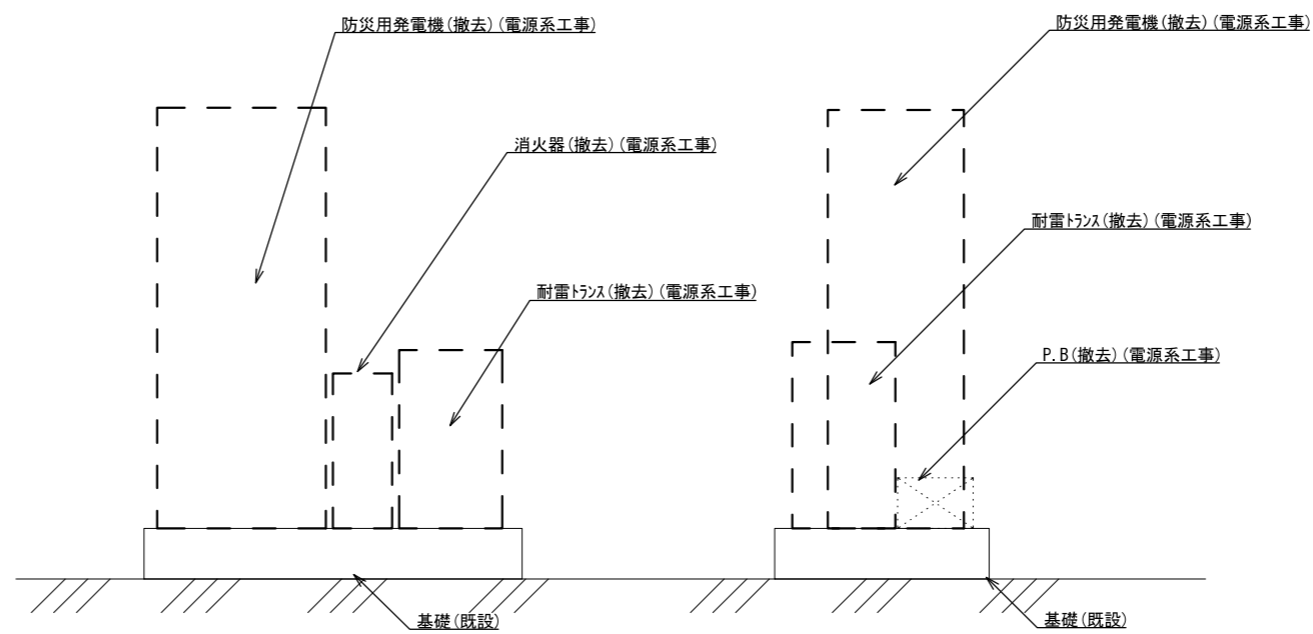 防災用発電機(撤去)(電源系工事)
消火器(撤去)(電源系工事)
耐雷ﾄﾗﾝｽ(撤去)(電源系工事)
基礎(既設)
防災用発電機(撤去)(電源系工事)
耐雷ﾄﾗﾝｽ(撤去)(電源系工事)
P.B(撤去)(電源系工事)
基礎(既設)